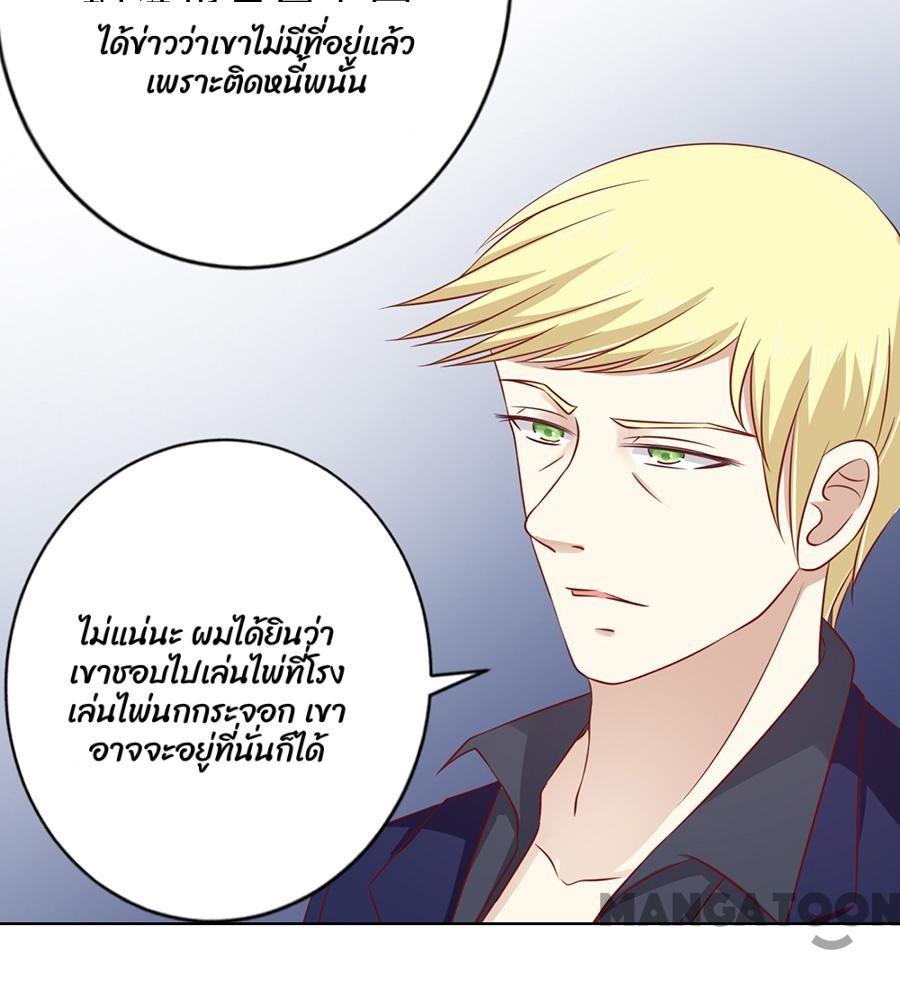 ได้ข่าวว่าเขาไม่มีที่อยู่แล้ว
เพราะติดหนี้พนัน
ไม่แน่นะ ผมได้ยินว่า
เขาชอบไปเล่นไพ่ที่โรง
เล่นไพ่นกกระจอก เขา
อาจจะอยู่ที่นั่นก็ได้
MANGATOON